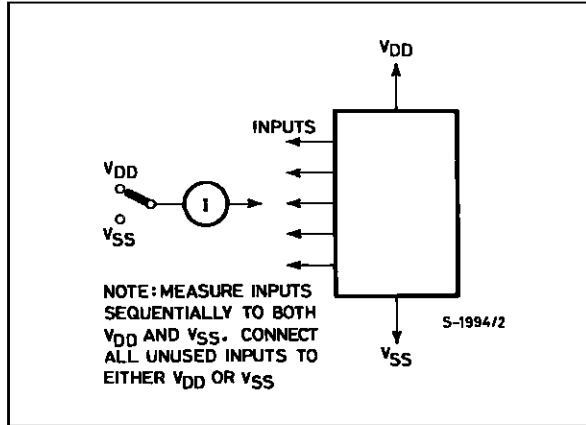 VDD
INPUTS
VDD
I
VSS
NOTE: MEASURE INPUTS
SEQUENTIALLY TO BOTH
VDD AND VSS. CONNECT
ALL UNUSED INPUTS TO
EITHER VDD OR VSS
S-1994/2
VSS